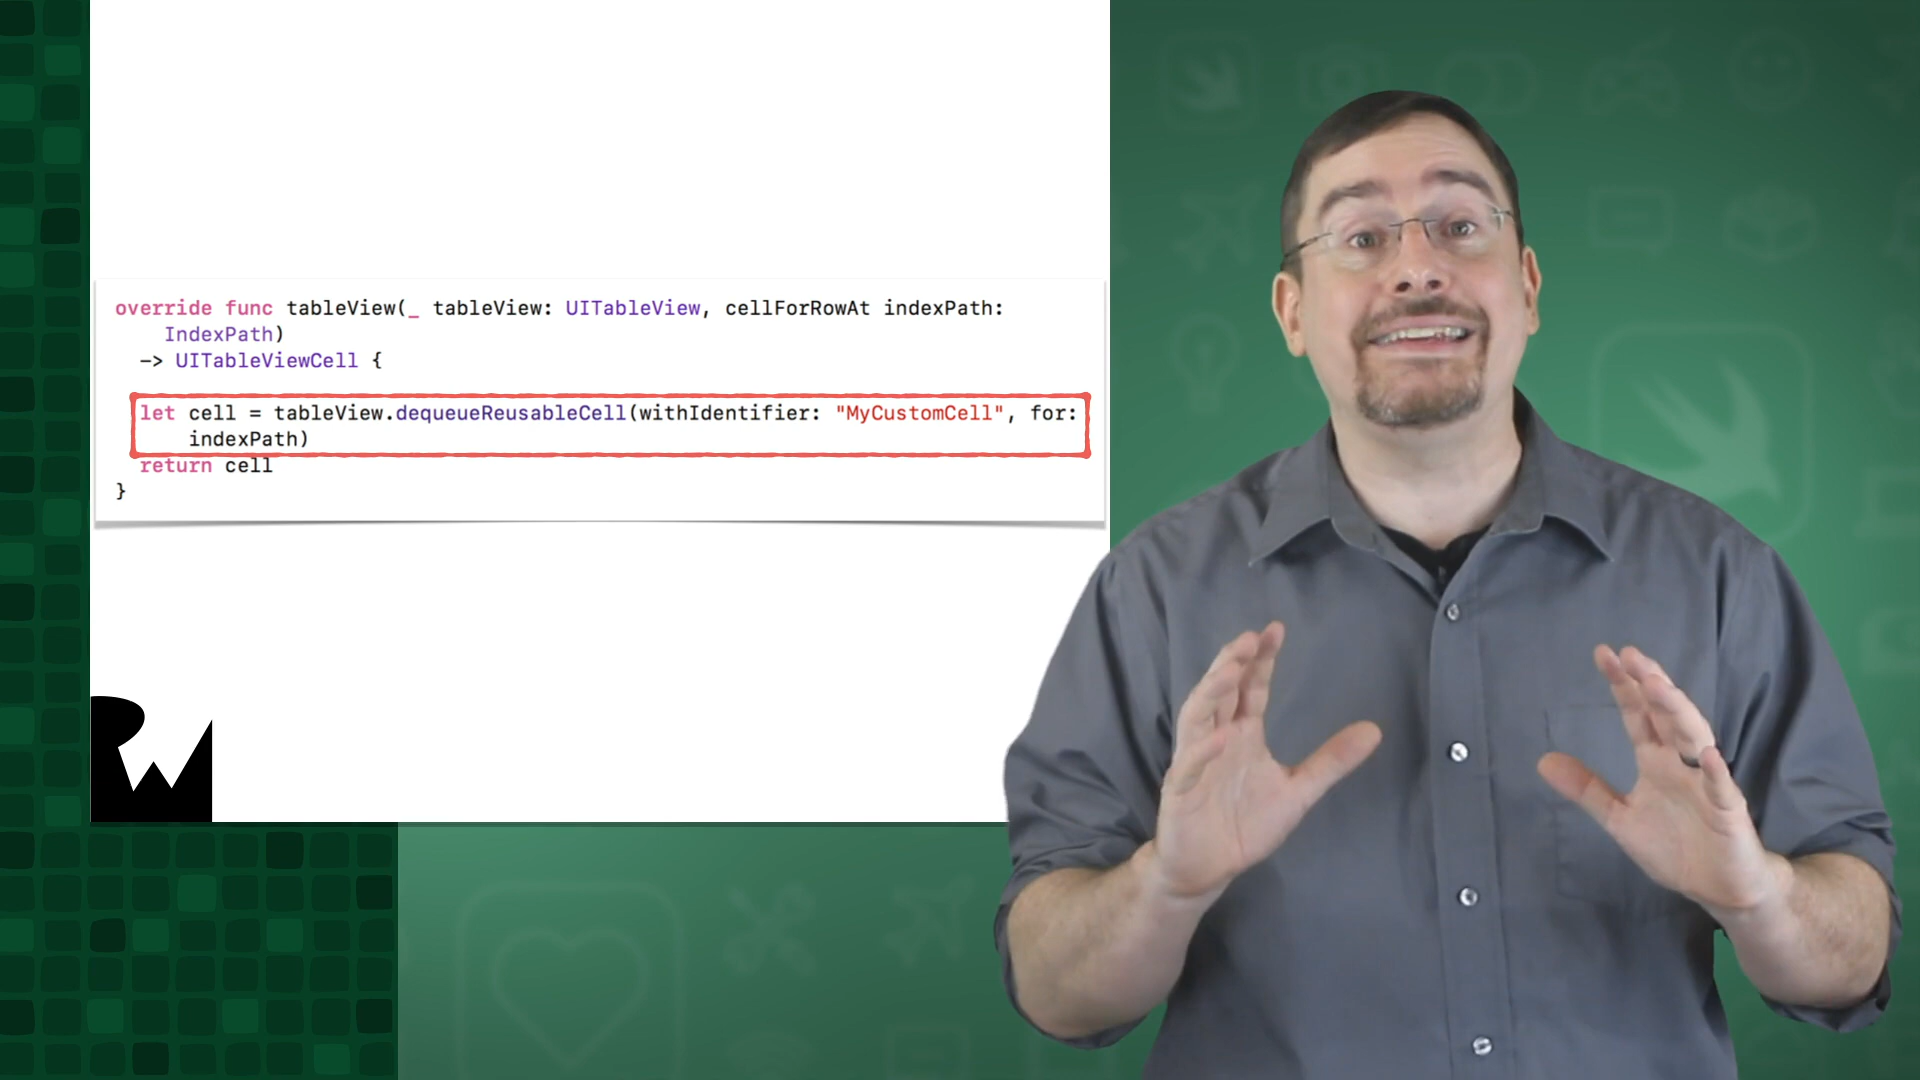 override func tableView(_ tableView: UITableView, cellForRowAt indexPath:
IndexPath)
-> UITableViewCell {
let cell = tableView.dequeueReusableCell(withIdentifier: "MyCustomCell", for:
indexPath)
return cell
}
RW